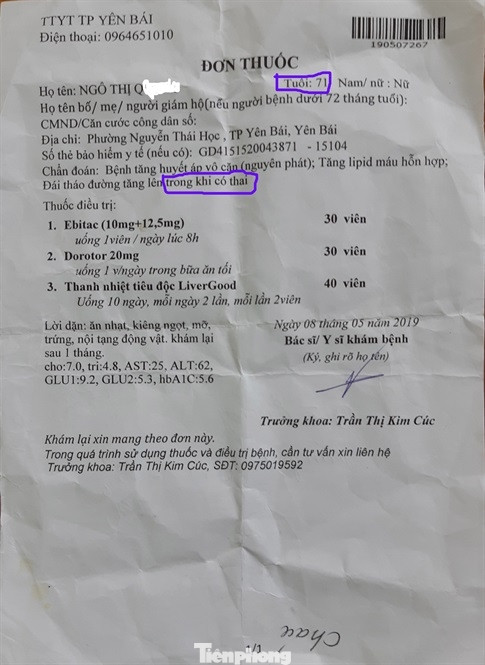 TTYT TP YÊN BÁI
Điện thoại: 0964651010
190507267
ĐƠN THUỐC
Họ tên: NGÔ THỊ Q Tuổi: 71 Nam/ nữ : Nữ
Họ tên bố/ mẹ/ người giám hộ(nếu người bệnh dưới 72 tháng tuổi):
CMND/Căn cước công dân số:
Địa chỉ: Phường Nguyễn Thái Học , TP Yên Bái, Yên Bái
Số thẻ bảo hiểm y tế (nếu có): GD4151520043871 - 15104
Chẩn đoán: Bệnh tăng huyết áp vô căn (nguyên phát); Tăng lipid máu hỗn hợp;
Đái tháo đường tăng lên trong khi có thai
Thuốc điều trị:
1. Ebitac (10mg+12,5mg) 30 viên
uống 1viên / ngày lúc 8h
2. Dorotor 20mg 30 viên
uống 1 v/ngày trong bữa ăn tối
3. Thanh nhiệt tiêu độc LiverGood 40 viên
Uống 10 ngày, mỗi ngày 2 lần, mỗi lần 2viên
Lời dặn: ăn nhạt, kiêng ngọt, mỡ,
trứng, nội tạng động vật. khám lại
sau 1 tháng.
cho:7.0, tri:4.8, AST:25, ALT:62,
GLU1:9.2, GLU2:5.3, hbA1C:5.6
Ngày 08 tháng 05 năm 2019
Bác sĩ/ Y sĩ khám bệnh
(Ký, ghi rõ họ tên)
Trưởng khoa: Trần Thị Kim Cúc
Khám lại xin mang theo đơn này.
Trong quá trình sử dụng thuốc và điều trị bệnh, cần tư vấn xin liên hệ
Trưởng khoa: Trần Thị Kim Cúc, SĐT: 0975019592
1/1
Tiền phong